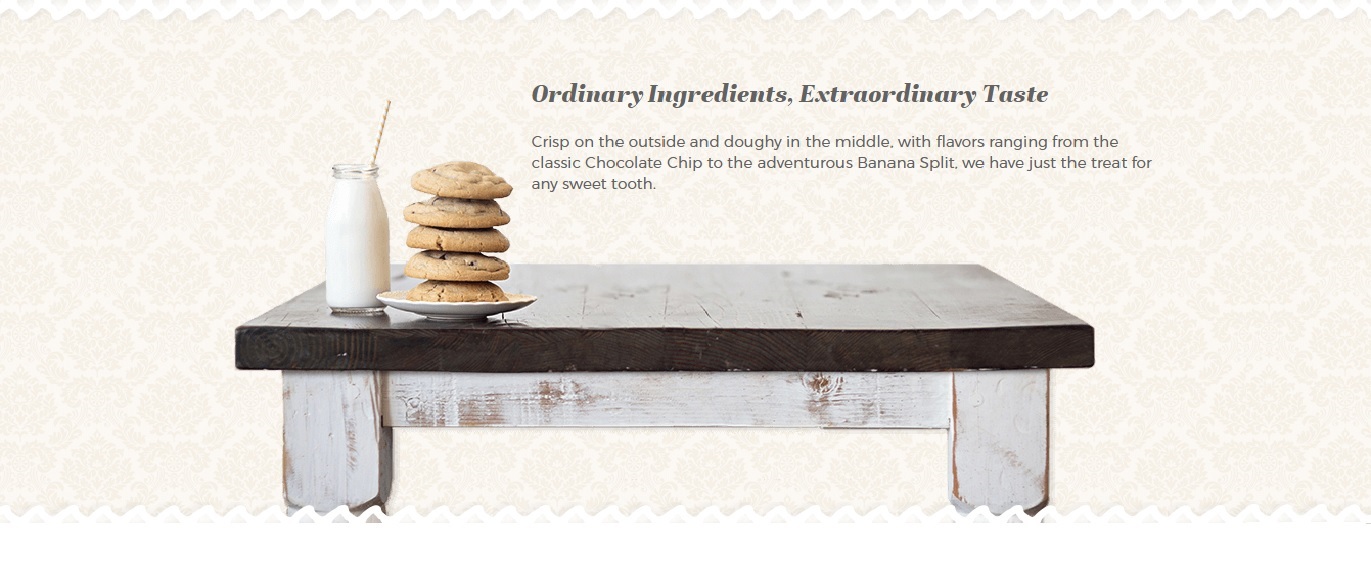 Ordinary Ingredients, Extraordinary Taste
Crisp on the outside and doughy in the middle, with flavors ranging from the
classic Chocolate Chip to the adventurous Banana Split, we have just the treat for
any sweet tooth.